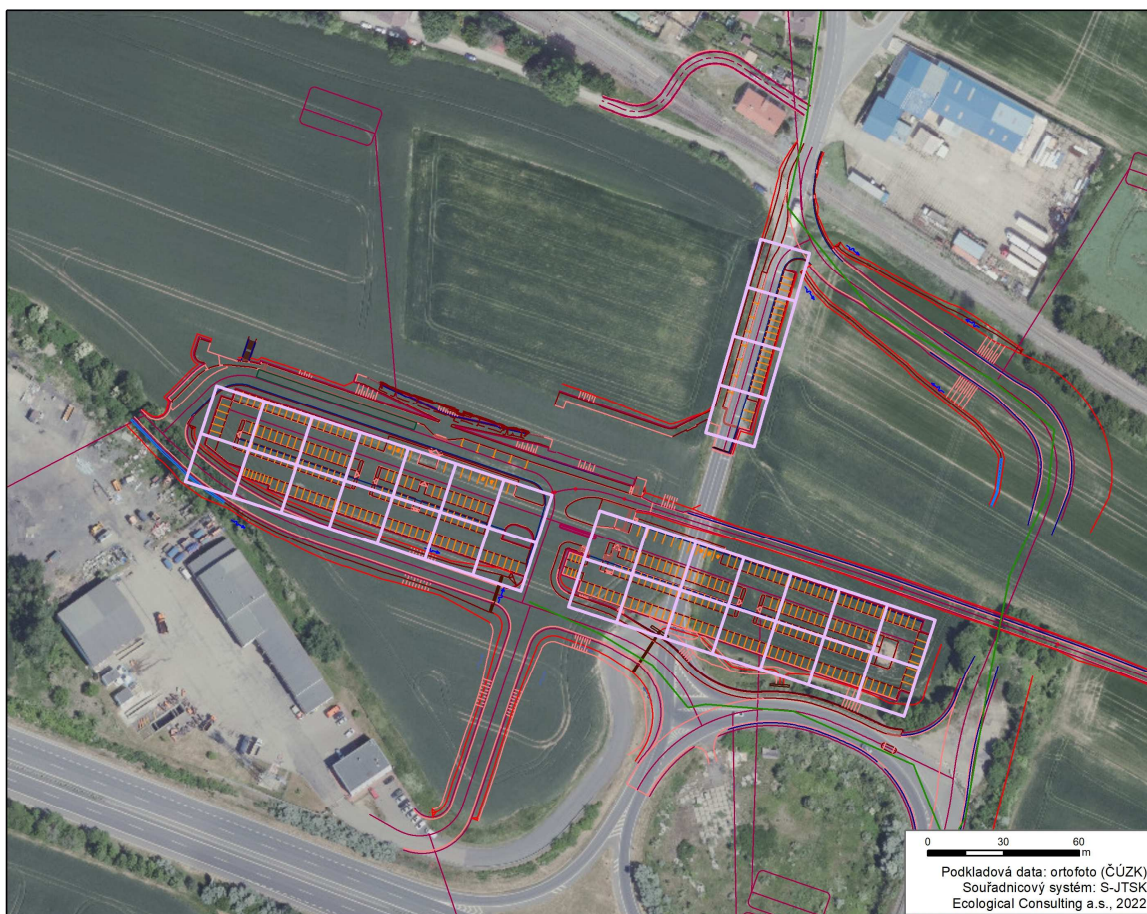 0 30 60
m
Podkladová data: ortofoto (ČÚZK)
Souřadnicový systém: S-JTSK
Ecological Consulting a.s., 2022